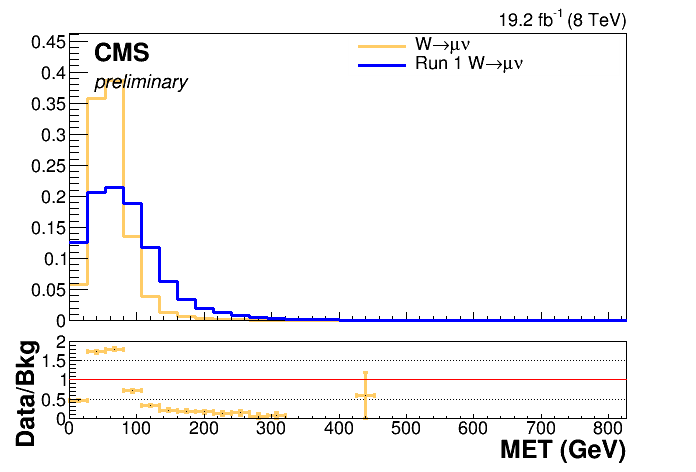 19.2 fb⁻¹ (8 TeV)
CMS
preliminary
W→μν
Run 1 W→μν
0.45
0.4
0.35
0.3
0.25
0.2
0.15
0.1
0.05
0
Data/Bkg
2
1.5
1
0.5
0
0 100 200 300 400 500 600 700 800
MET (GeV)